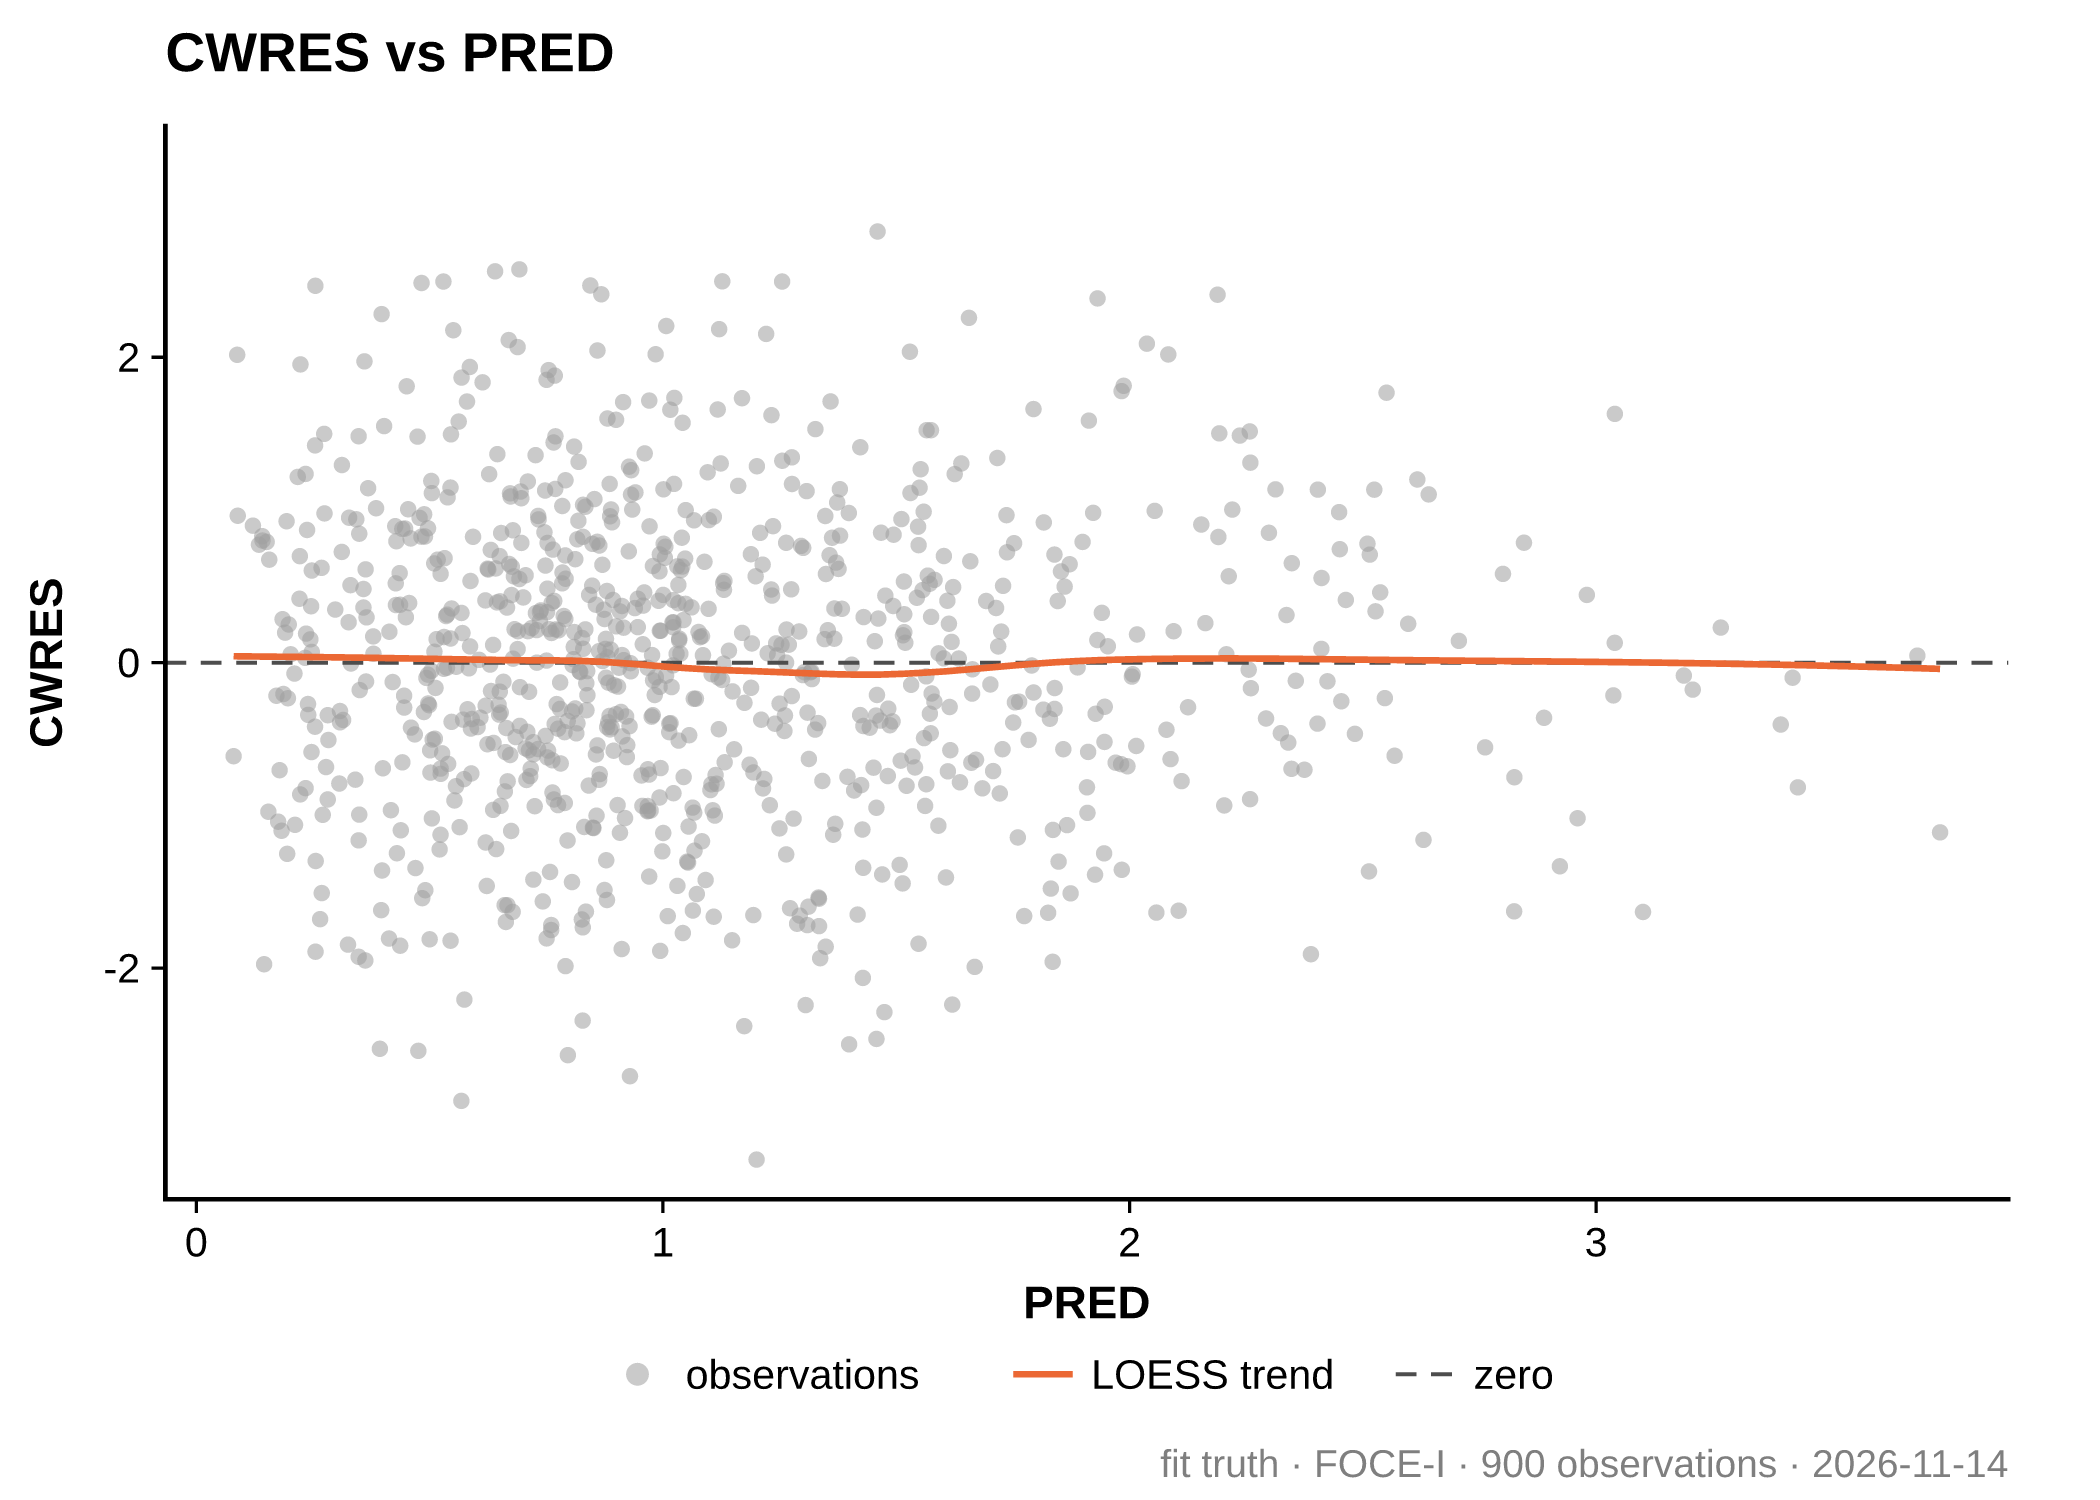 CWRES vs PRED
CWRES
2
0
-2
0 1 2 3
PRED
observations LOESS trend zero
fit truth · FOCE-I · 900 observations · 2026-11-14